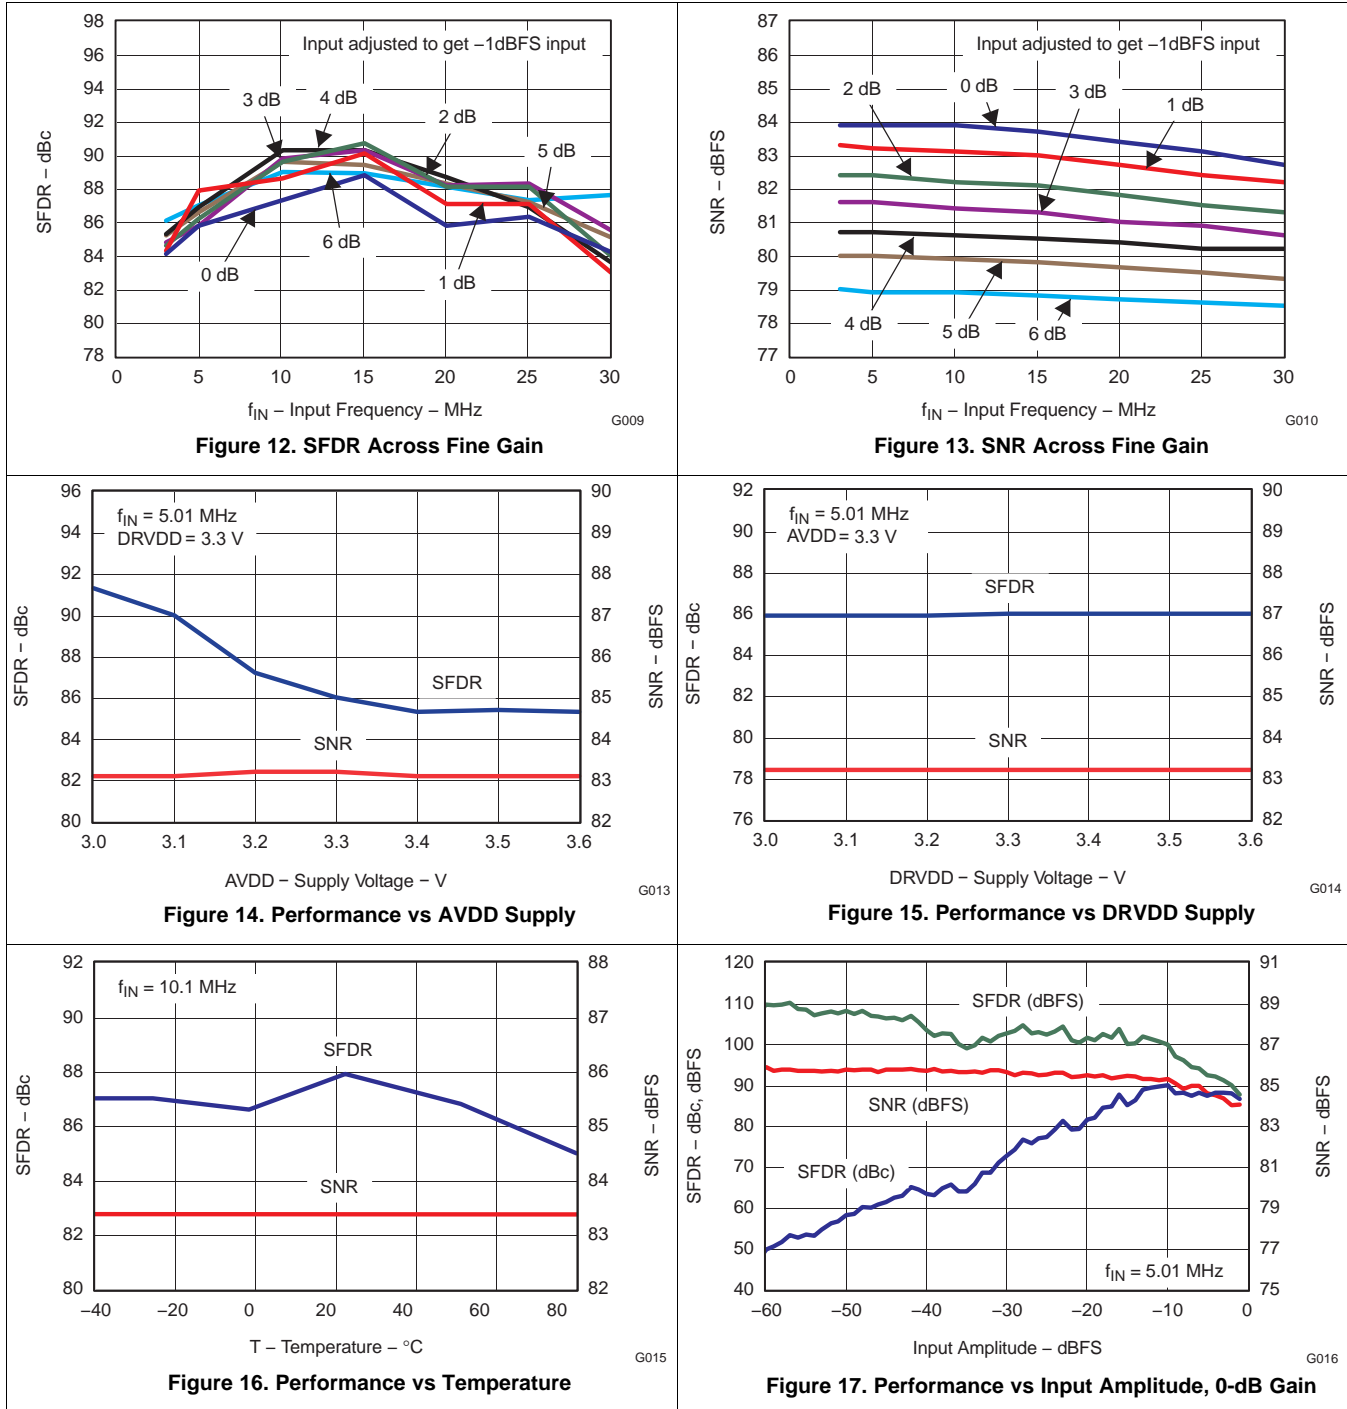 98
96
94
92
90
88
86
84
82
80
78
SFDR – dBc
Input adjusted to get –1dBFS input
3 dB
4 dB
2 dB
5 dB
0 dB
6 dB
1 dB
0
5
10
15
20
25
30
fIN – Input Frequency – MHz
G009
Figure 12. SFDR Across Fine Gain
87
86
85
84
83
82
81
80
79
78
77
SNR – dBFS
Input adjusted to get –1dBFS input
2 dB
0 dB
3 dB
1 dB
4 dB
5 dB
6 dB
0
5
10
15
20
25
30
fIN – Input Frequency – MHz
G010
Figure 13. SNR Across Fine Gain
96
94
92
90
88
86
84
82
80
SFDR – dBc
fIN = 5.01 MHz
DRVDD = 3.3 V
SFDR
SNR
90
89
88
87
86
85
84
83
82
SNR – dBFS
3.0
3.1
3.2
3.3
3.4
3.5
3.6
AVDD – Supply Voltage – V
G013
Figure 14. Performance vs AVDD Supply
92
90
88
86
84
82
80
78
76
SFDR – dBc
fIN = 5.01 MHz
AVDD = 3.3 V
SFDR
SNR
90
89
88
87
86
85
84
83
82
SNR – dBFS
3.0
3.1
3.2
3.3
3.4
3.5
3.6
DRVDD – Supply Voltage – V
G014
Figure 15. Performance vs DRVDD Supply
92
90
88
86
84
82
80
SFDR – dBc
fIN = 10.1 MHz
SFDR
SNR
88
87
86
85
84
83
82
SNR – dBFS
–40
–20
0
20
40
60
80
T – Temperature – °C
G015
Figure 16. Performance vs Temperature
120
110
100
90
80
70
60
50
40
SFDR – dBc, dBFS
SFDR (dBFS)
SNR (dBFS)
SFDR (dBc)
fIN = 5.01 MHz
91
89
87
85
83
81
79
77
75
SNR – dBFS
–60
–50
–40
–30
–20
–10
0
Input Amplitude – dBFS
G016
Figure 17. Performance vs Input Amplitude, 0-dB Gain